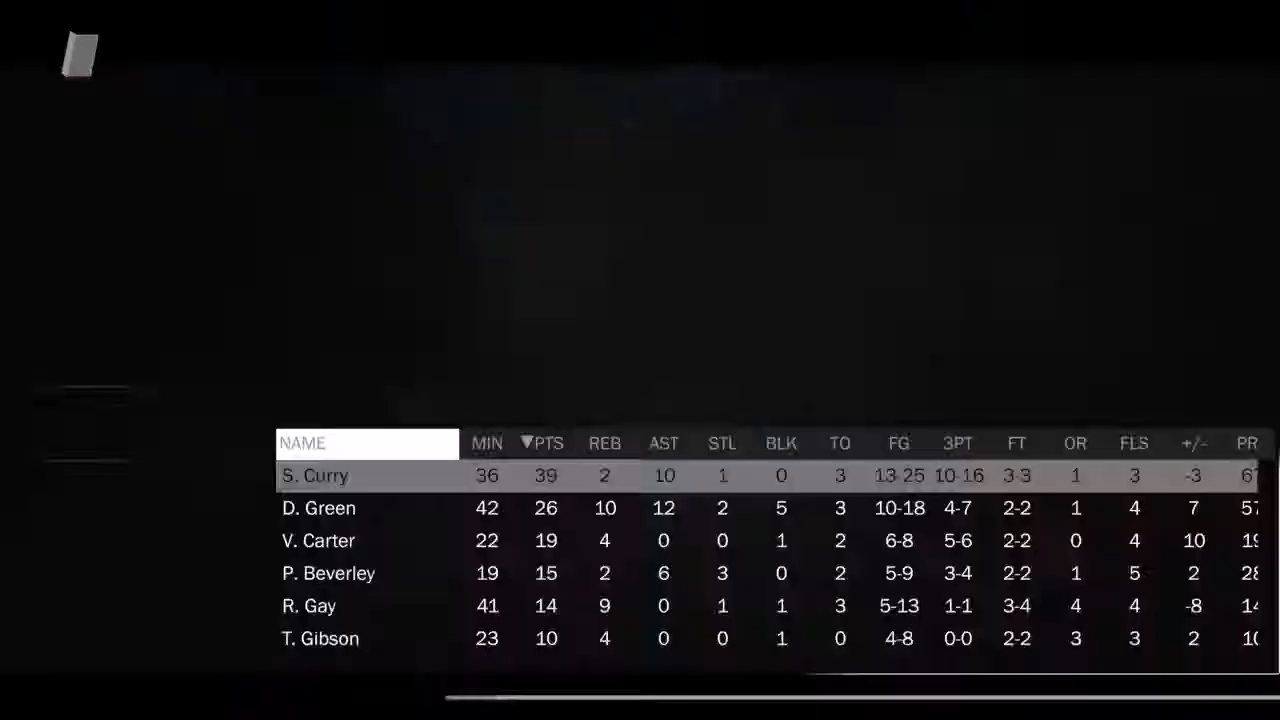 NAME MIN ▼PTS REB AST STL BLK TO FG 3PT FT OR FLS +/- PR
S. Curry 36 39 2 10 1 0 3 13-25 10-16 3-3 1 3 -3
D. Green 42 26 10 12 2 5 3 10-18 4-7 2-2 1 4 7 57
V. Carter 22 19 4 0 0 1 2 6-8 5-6 2-2 0 4 10 19
P. Beverley 19 15 2 6 3 0 2 5-9 3-4 2-2 1 5 2 28
R. Gay 41 14 9 0 1 1 3 5-13 1-1 3-4 4 4 -8 14
T. Gibson 23 10 4 0 0 1 0 4-8 0-0 2-2 3 3 2 10